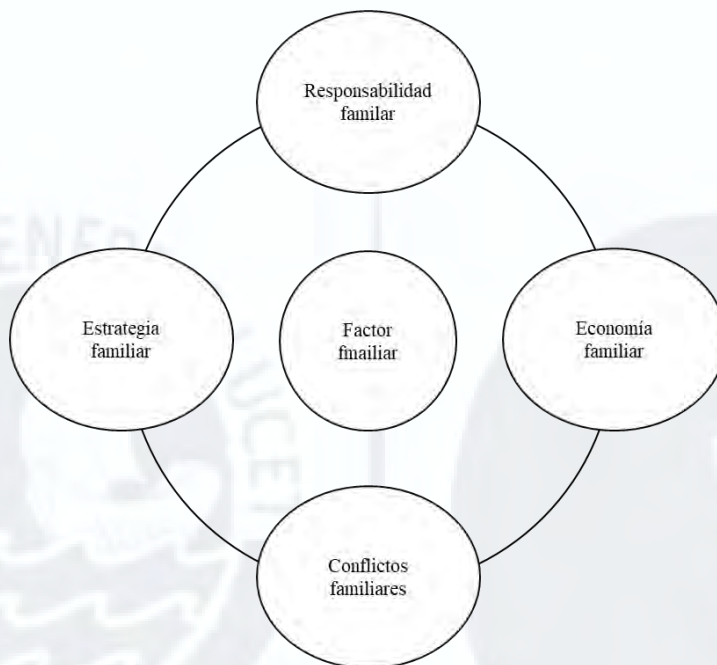 Responsabilidad
familar
Estrategia
familiar
Factor
fmailiar
Economía
familiar
Conflictos
familiares